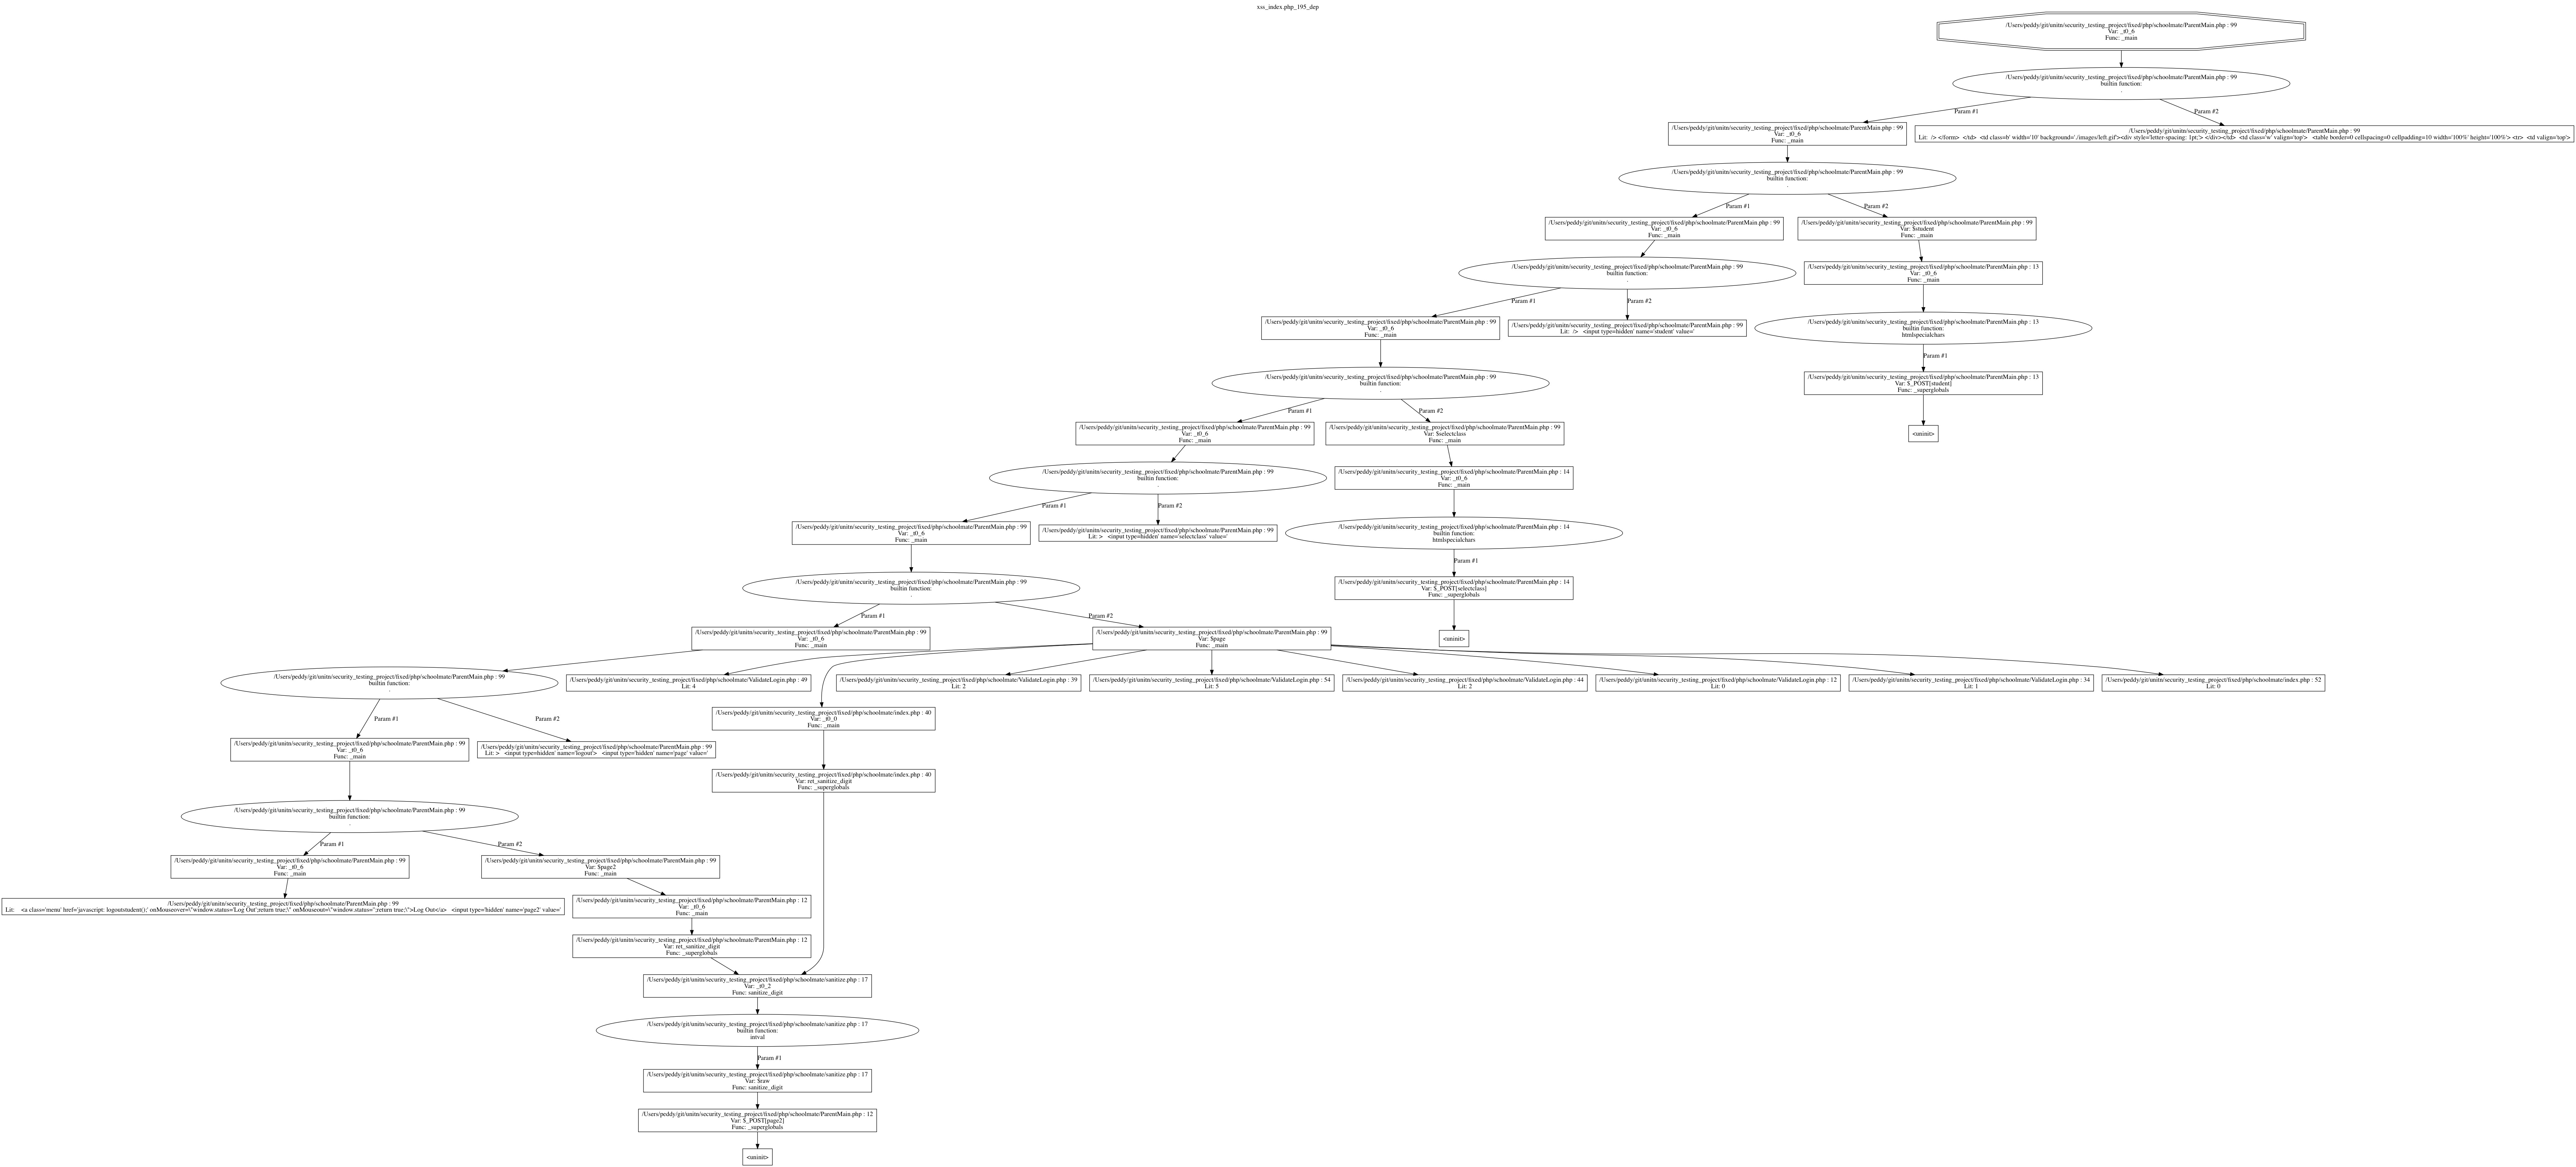 xss_index.php_195_dep
/Users/peddy/git/unitn/security_testing_project/fixed/php/schoolmate/ParentMain.php : 99
Var: _t0_6
Func: _main
/Users/peddy/git/unitn/security_testing_project/fixed/php/schoolmate/ParentMain.php : 99
builtin function:
.
Param #1
Param #2
/Users/peddy/git/unitn/security_testing_project/fixed/php/schoolmate/ParentMain.php : 99
Var: _t0_6
Func: _main
/Users/peddy/git/unitn/security_testing_project/fixed/php/schoolmate/ParentMain.php : 99
Lit:  /> </form>  </td>  <td class=b' width='10' background='./images/left.gif'><div style='letter-spacing: 1pt;'> </div></td>  <td class='w' valign='top'>   <table border=0 cellspacing=0 cellpadding=10 width='100%' height='100%'> <tr>  <td valign='top'>
/Users/peddy/git/unitn/security_testing_project/fixed/php/schoolmate/ParentMain.php : 99
builtin function:
.
Param #1
Param #2
/Users/peddy/git/unitn/security_testing_project/fixed/php/schoolmate/ParentMain.php : 99
Var: _t0_6
Func: _main
/Users/peddy/git/unitn/security_testing_project/fixed/php/schoolmate/ParentMain.php : 99
Var: $student
Func: _main
/Users/peddy/git/unitn/security_testing_project/fixed/php/schoolmate/ParentMain.php : 99
builtin function:
.
/Users/peddy/git/unitn/security_testing_project/fixed/php/schoolmate/ParentMain.php : 13
Var: _t0_6
Func: _main
Param #1
Param #2
/Users/peddy/git/unitn/security_testing_project/fixed/php/schoolmate/ParentMain.php : 99
Var: _t0_6
Func: _main
/Users/peddy/git/unitn/security_testing_project/fixed/php/schoolmate/ParentMain.php : 99
Lit:  />   <input type=hidden' name='student' value='
/Users/peddy/git/unitn/security_testing_project/fixed/php/schoolmate/ParentMain.php : 13
builtin function:
htmlspecialchars
Param #1
/Users/peddy/git/unitn/security_testing_project/fixed/php/schoolmate/ParentMain.php : 13
Var: $_POST[student]
Func: _superglobals
<uninit>
/Users/peddy/git/unitn/security_testing_project/fixed/php/schoolmate/ParentMain.php : 99
builtin function:
.
Param #1
Param #2
/Users/peddy/git/unitn/security_testing_project/fixed/php/schoolmate/ParentMain.php : 99
Var: _t0_6
Func: _main
/Users/peddy/git/unitn/security_testing_project/fixed/php/schoolmate/ParentMain.php : 99
Var: $selectclass
Func: _main
/Users/peddy/git/unitn/security_testing_project/fixed/php/schoolmate/ParentMain.php : 99
builtin function:
.
/Users/peddy/git/unitn/security_testing_project/fixed/php/schoolmate/ParentMain.php : 14
Var: _t0_6
Func: _main
Param #1
Param #2
/Users/peddy/git/unitn/security_testing_project/fixed/php/schoolmate/ParentMain.php : 99
Var: _t0_6
Func: _main
/Users/peddy/git/unitn/security_testing_project/fixed/php/schoolmate/ParentMain.php : 99
Lit: >   <input type=hidden' name='selectclass' value='
/Users/peddy/git/unitn/security_testing_project/fixed/php/schoolmate/ParentMain.php : 14
builtin function:
htmlspecialchars
Param #1
/Users/peddy/git/unitn/security_testing_project/fixed/php/schoolmate/ParentMain.php : 14
Var: $_POST[selectclass]
Func: _superglobals
<uninit>
/Users/peddy/git/unitn/security_testing_project/fixed/php/schoolmate/ParentMain.php : 99
builtin function:
.
Param #1
Param #2
/Users/peddy/git/unitn/security_testing_project/fixed/php/schoolmate/ParentMain.php : 99
Var: _t0_6
Func: _main
/Users/peddy/git/unitn/security_testing_project/fixed/php/schoolmate/ParentMain.php : 99
Var: $page
Func: _main
/Users/peddy/git/unitn/security_testing_project/fixed/php/schoolmate/ParentMain.php : 99
builtin function:
.
/Users/peddy/git/unitn/security_testing_project/fixed/php/schoolmate/ValidateLogin.php : 49
Lit: 4
/Users/peddy/git/unitn/security_testing_project/fixed/php/schoolmate/ValidateLogin.php : 39
Lit: 2
/Users/peddy/git/unitn/security_testing_project/fixed/php/schoolmate/ValidateLogin.php : 54
Lit: 5
/Users/peddy/git/unitn/security_testing_project/fixed/php/schoolmate/ValidateLogin.php : 44
Lit: 2
/Users/peddy/git/unitn/security_testing_project/fixed/php/schoolmate/ValidateLogin.php : 12
Lit: 0
/Users/peddy/git/unitn/security_testing_project/fixed/php/schoolmate/ValidateLogin.php : 34
Lit: 1
/Users/peddy/git/unitn/security_testing_project/fixed/php/schoolmate/index.php : 52
Lit: 0
Param #1
Param #2
/Users/peddy/git/unitn/security_testing_project/fixed/php/schoolmate/index.php : 40
Var: _t0_0
Func: _main
/Users/peddy/git/unitn/security_testing_project/fixed/php/schoolmate/ParentMain.php : 99
Var: _t0_6
Func: _main
/Users/peddy/git/unitn/security_testing_project/fixed/php/schoolmate/ParentMain.php : 99
Lit: >   <input type=hidden' name='logout'>   <input type='hidden' name='page' value='
/Users/peddy/git/unitn/security_testing_project/fixed/php/schoolmate/index.php : 40
Var: ret_sanitize_digit
Func: _superglobals
/Users/peddy/git/unitn/security_testing_project/fixed/php/schoolmate/ParentMain.php : 99
builtin function:
.
Param #1
Param #2
/Users/peddy/git/unitn/security_testing_project/fixed/php/schoolmate/ParentMain.php : 99
Var: _t0_6
Func: _main
/Users/peddy/git/unitn/security_testing_project/fixed/php/schoolmate/ParentMain.php : 99
Var: $page2
Func: _main
/Users/peddy/git/unitn/security_testing_project/fixed/php/schoolmate/ParentMain.php : 99
Lit:    <a class='menu' href='javascript: logoutstudent();' onMouseover=\"window.status='Log Out';return true;\" onMouseout=\"window.status='';return true;\">Log Out</a>   <input type='hidden' name='page2' value='
/Users/peddy/git/unitn/security_testing_project/fixed/php/schoolmate/ParentMain.php : 12
Var: _t0_6
Func: _main
/Users/peddy/git/unitn/security_testing_project/fixed/php/schoolmate/ParentMain.php : 12
Var: ret_sanitize_digit
Func: _superglobals
/Users/peddy/git/unitn/security_testing_project/fixed/php/schoolmate/sanitize.php : 17
Var: _t0_2
Func: sanitize_digit
/Users/peddy/git/unitn/security_testing_project/fixed/php/schoolmate/sanitize.php : 17
builtin function:
intval
Param #1
/Users/peddy/git/unitn/security_testing_project/fixed/php/schoolmate/sanitize.php : 17
Var: $raw
Func: sanitize_digit
/Users/peddy/git/unitn/security_testing_project/fixed/php/schoolmate/ParentMain.php : 12
Var: $_POST[page2]
Func: _superglobals
<uninit>